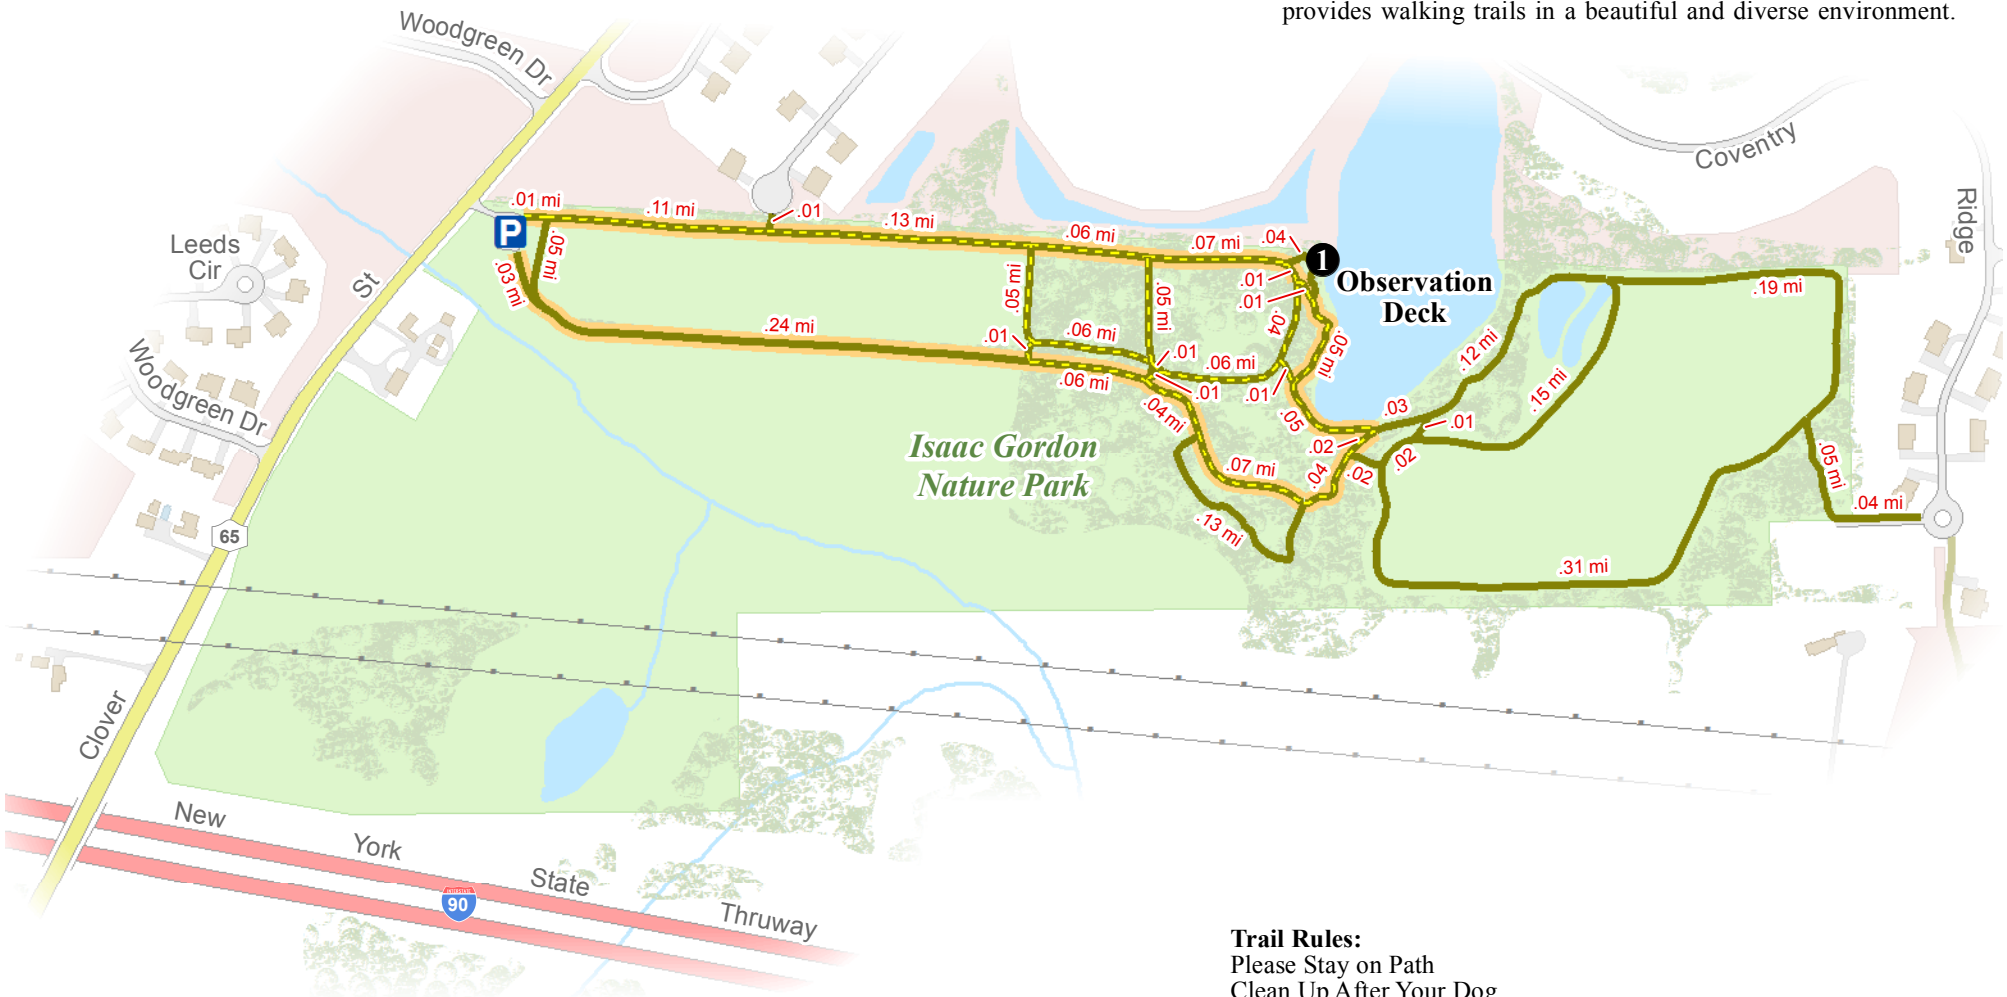 provides walking trails in a beautiful and diverse environment.
Woodgreen Dr
Coventry
Ridge
Leeds
Cir
St
P
.01 mi
.11 mi
.01
.13 mi
.06 mi
.07 mi
.04
1
Observation
Deck
.05 mi
.03 mi
.05 mi
.05 mi
.01
.01
.04
.05 mi
.19 mi
.24 mi
.01
.06 mi
.01
.06 mi
.12 mi
.15 mi
.06 mi
.01
.01
.04 mi
.05
.03
.01
.02
.02
.02
.04
.07 mi
.13 mi
.05 mi
.04 mi
.31 mi
Woodgreen Dr
Isaac Gordon
Nature Park
65
Clover
New York State Thruway
90
Trail Rules:
Please Stay on Path
Clean Up After Your Dog